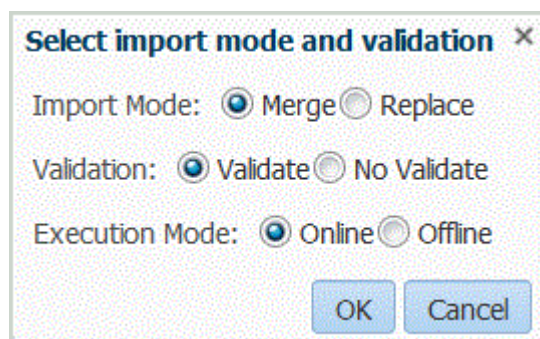 Select import mode and validation ×
Import Mode: Merge Replace
Validation: Validate No Validate
Execution Mode: Online Offline
OK Cancel